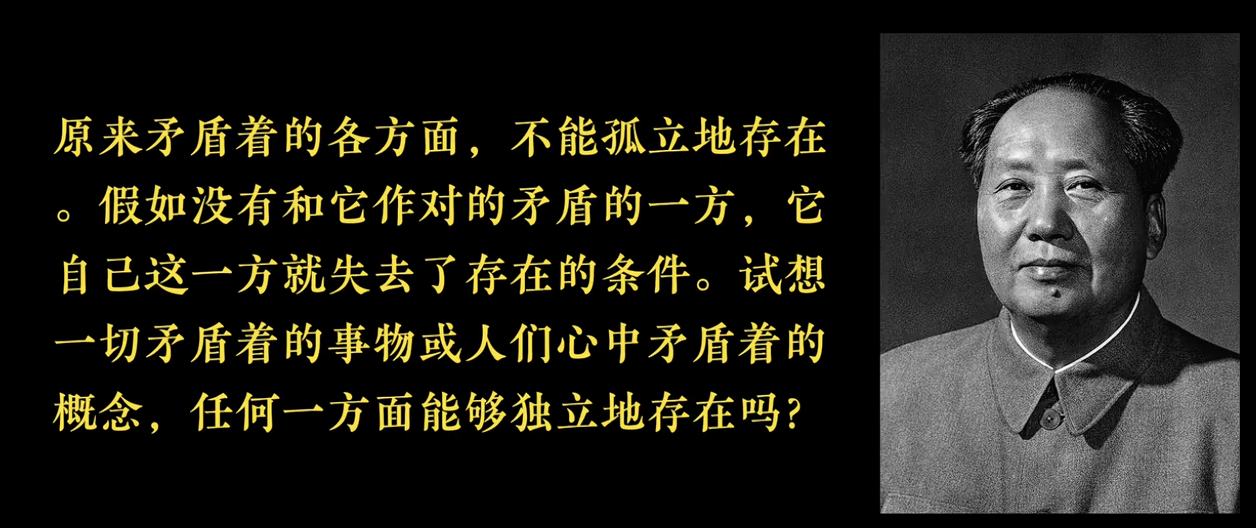 原来矛盾着的各方面，不能孤立地存在
。假如没有和它作对的矛盾的一方，它
自己这一方就失去了存在的条件。试想
一切矛盾着的事物或人们心中矛盾着的
概念，任何一方面能够独立地存在吗？